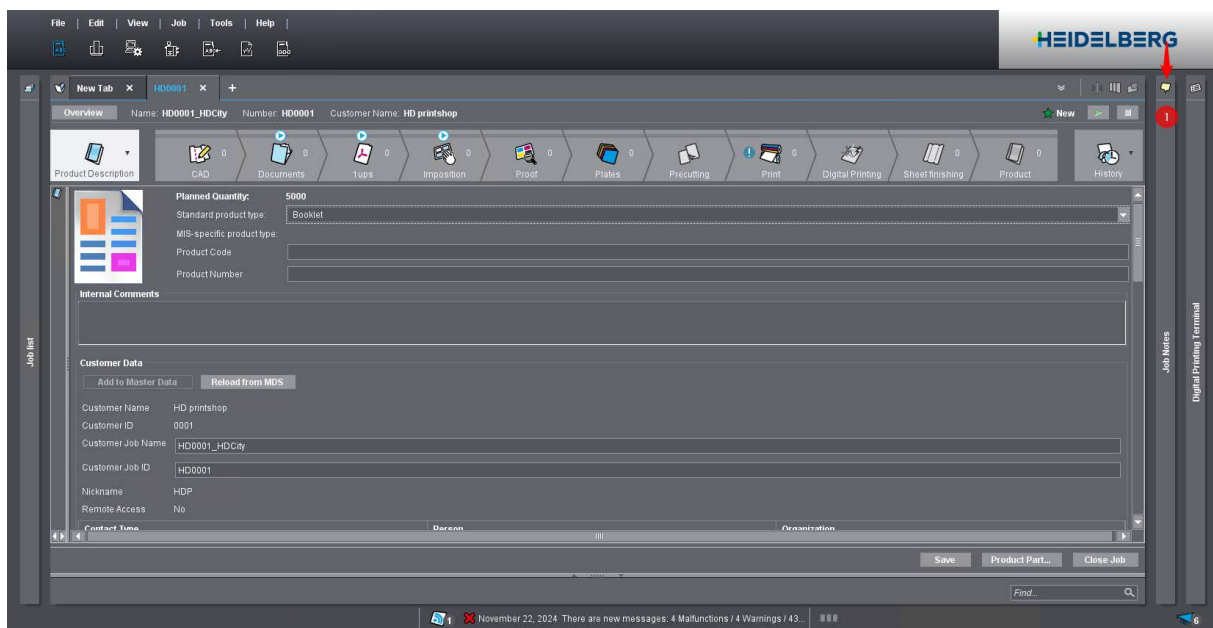 File | Edit | View | Job | Tools | Help |
HEIDELBERG
New Tab × HD0001 × +
1
Overview Name: HD0001_HDCity Number: HD0001 Customer Name: HD printshop New
Product Description
CAD 0
Documents 0
1ups 0
Imposition 0
Proof 0
Plates 0
Precutting
Print 0
Digital Printing
Sheet finishing 0
Product 0
History
Planned Quantity: 5000
Standard product type: Booklet
MIS-specific product type:
Product Code
Product Number
Internal Comments
Customer Data
Add to Master Data Reload from MDS
Customer Name HD printshop
Customer ID 0001
Customer Job Name HD0001_HDCity
Customer Job ID HD0001
Nickname HDP
Remote Access No
Contact Type Person Organization
Save Product Part... Close Job
Find...
Job list
Job Notes
Digital Printing Terminal
1 November 22, 2024 There are new messages: 4 Malfunctions / 4 Warnings / 43...
6